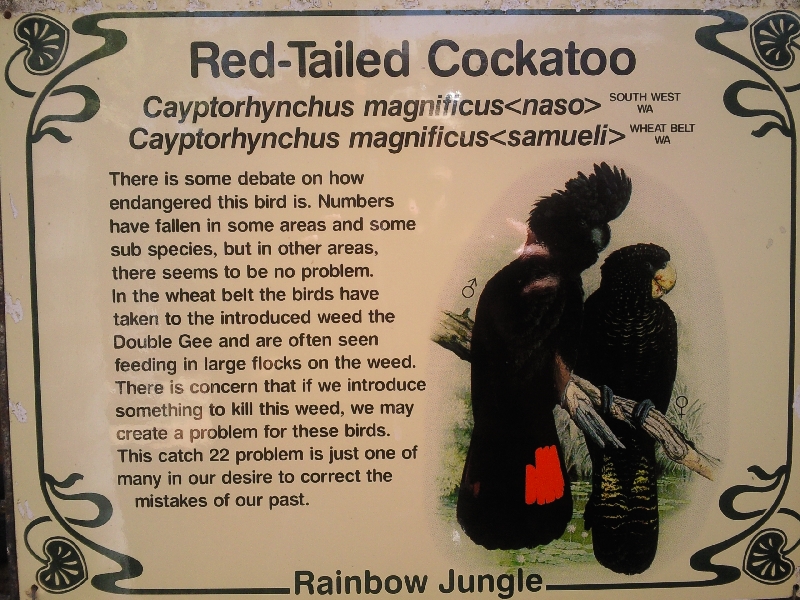 Red-Tailed Cockatoo
Cayptorhynchus magnificus<naso> SOUTH WEST WA
Cayptorhynchus magnificus<samueli> WHEAT BELT WA
There is some debate on how
endangered this bird is. Numbers
have fallen in some areas and some
sub species, but in other areas,
there seems to be no problem.
In the wheat belt the birds have
taken to the introduced weed the
Double Gee and are often seen
feeding in large flocks on the weed.
There is concern that if we introduce
something to kill this weed, we may
create a problem for these birds.
This catch 22 problem is just one of
many in our desire to correct the
mistakes of our past.
♂
♀
Rainbow Jungle